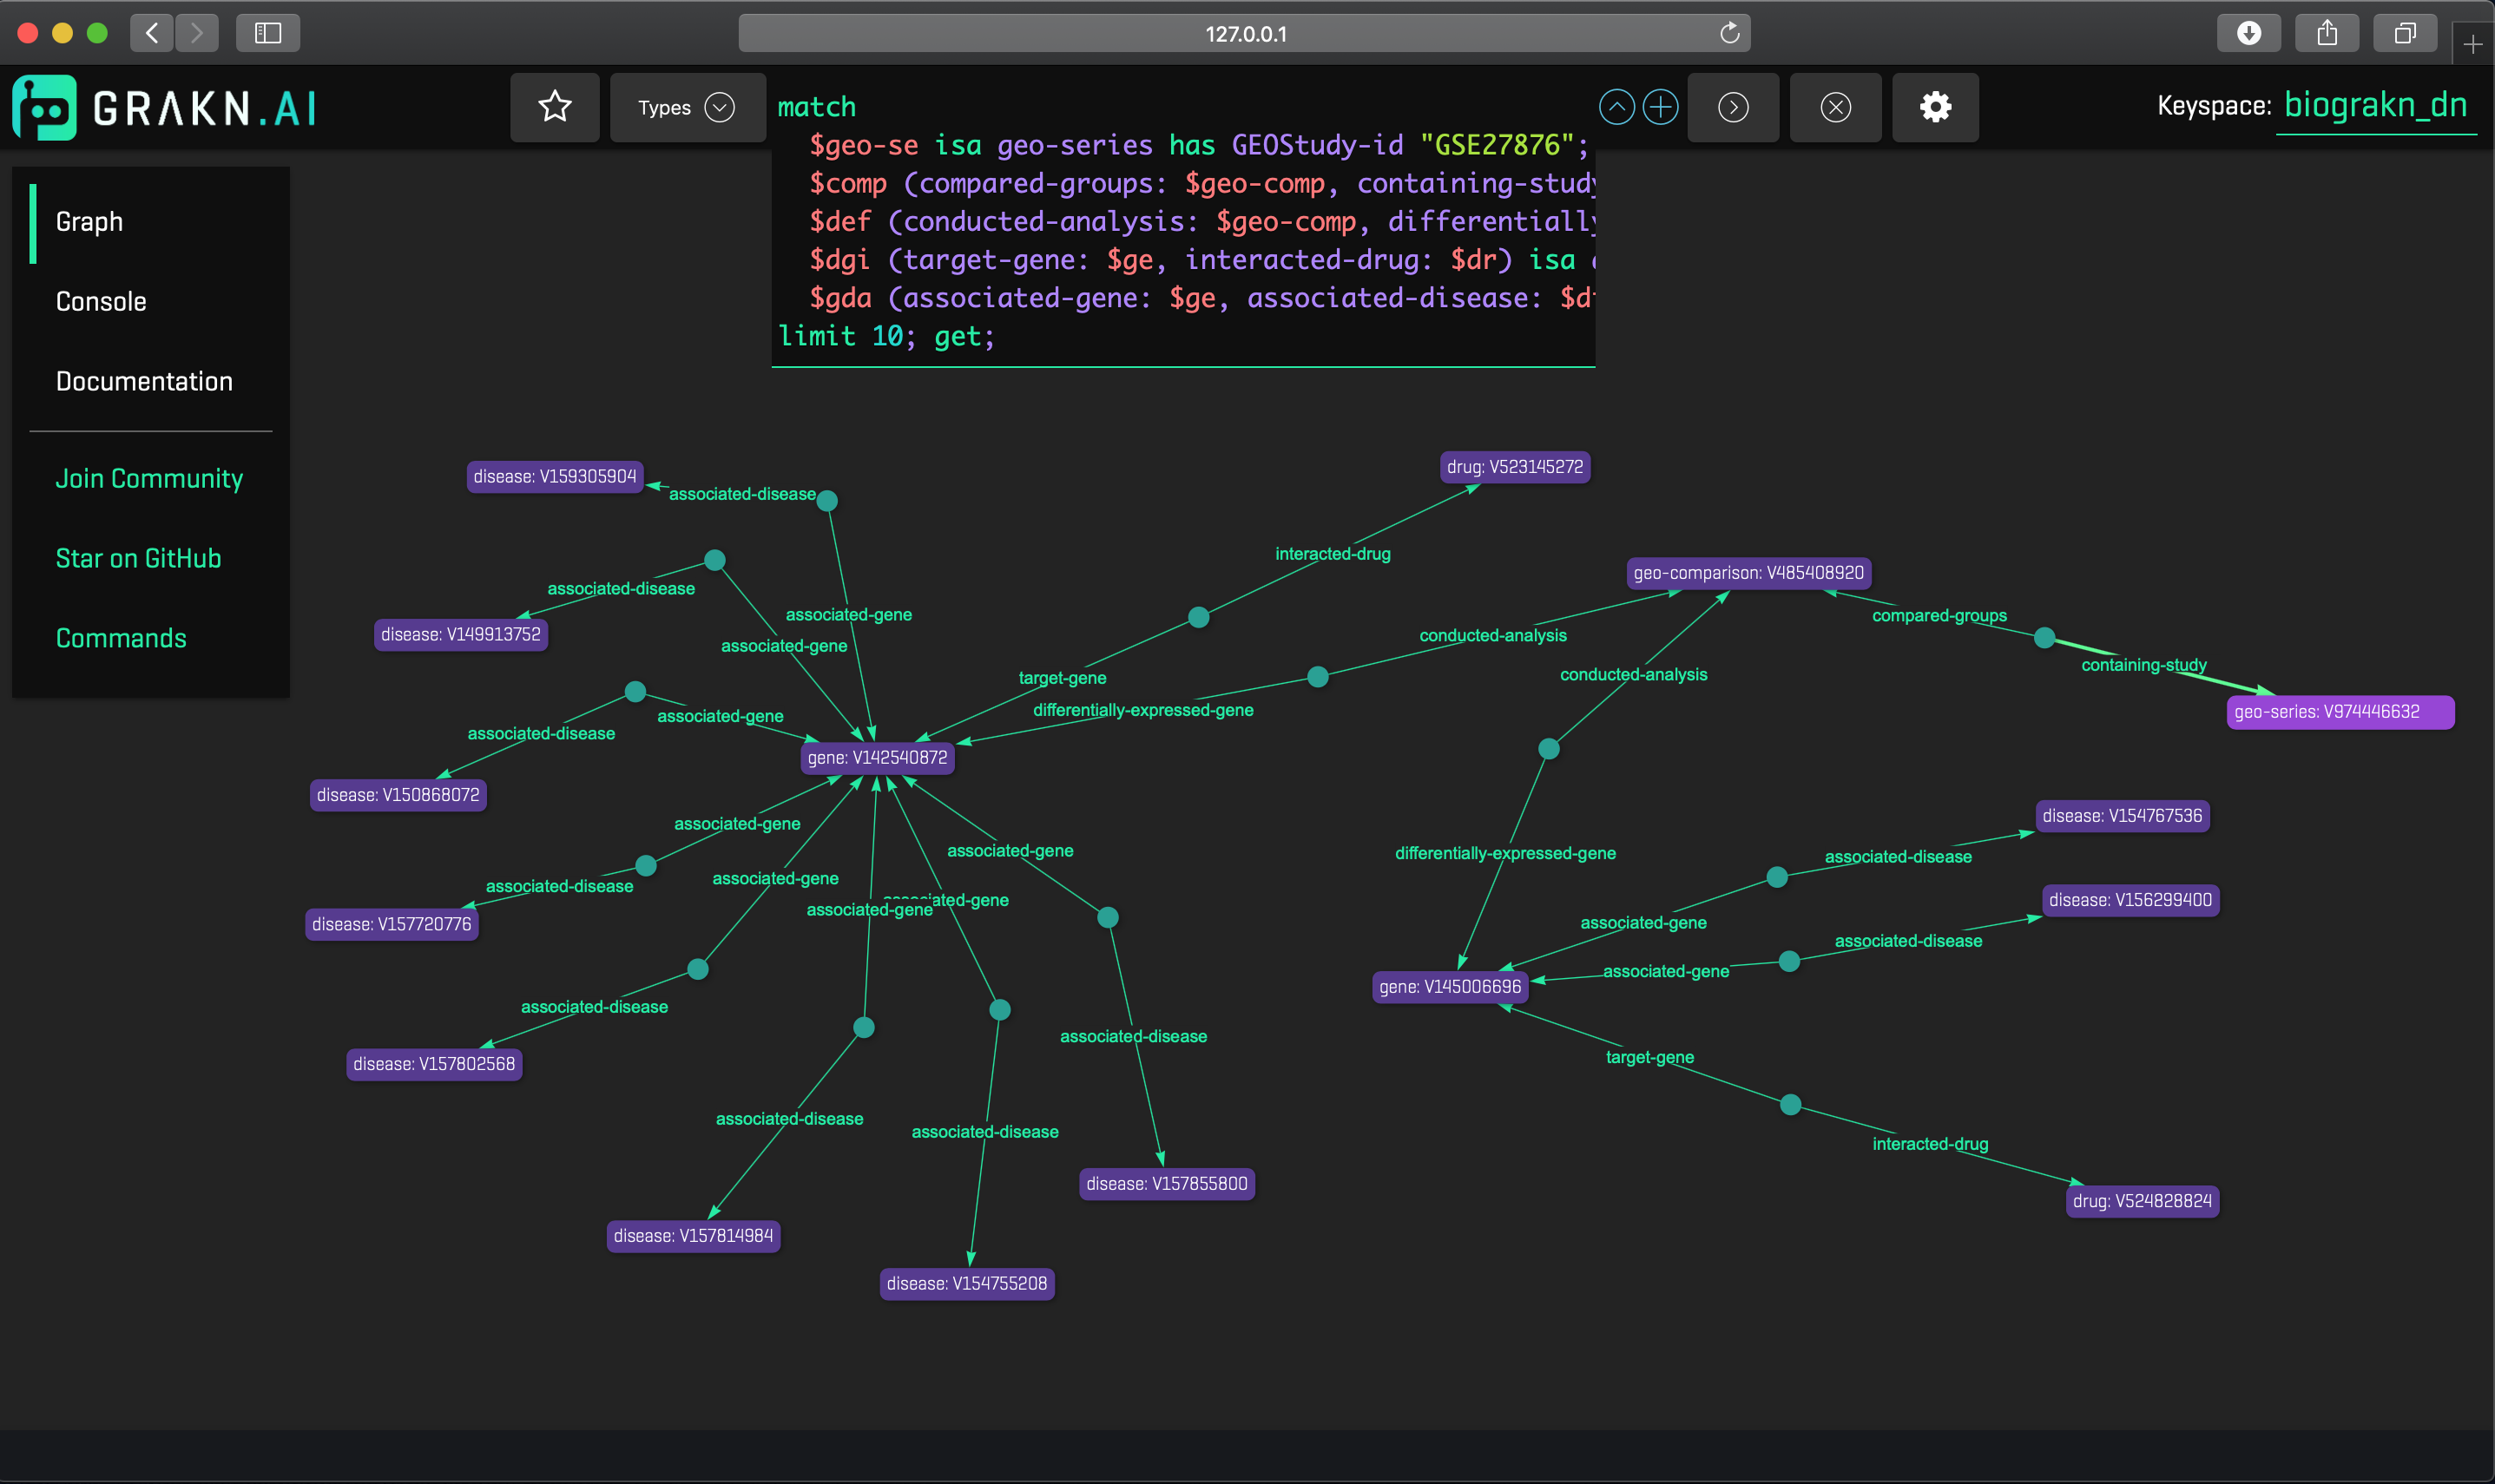 127.0.0.1
GRAKN.AI
Types
match
$geo-se isa geo-series has GEOStudy-id "GSE27876";
$comp (compared-groups: $geo-comp, containing-study
$def (conducted-analysis: $geo-comp, differentially
$dgi (target-gene: $ge, interacted-drug: $dr) isa
$gda (associated-gene: $ge, associated-disease:
limit 10; get;
Keyspace: biograkn_dn
Graph
Console
Documentation
Join Community
Star on GitHub
Commands
disease: V159305904
associated-disease
drug: V523145272
interacted-drug
geo-comparison: V485408920
associated-disease
associated-gene
compared-groups
disease: V149913752
conducted-analysis
associated-gene
containing-study
target-gene
conducted-analysis
differentially-expressed-gene
geo-series: V974446632
associated-gene
associated-disease
gene: V142540872
disease: V150868072
disease: V154767536
associated-gene
associated-gene
differentially-expressed-gene
associated-disease
associated-gene
associated-disease
associated-gene
associated-gene
disease: V156299400
disease: V157720776
associated-gene
associated-disease
associated-gene
gene: V145006696
associated-disease
associated-disease
target-gene
disease: V157802568
associated-disease
associated-disease
interacted-drug
disease: V157855800
drug: V524828824
disease: V157814984
disease: V154755208